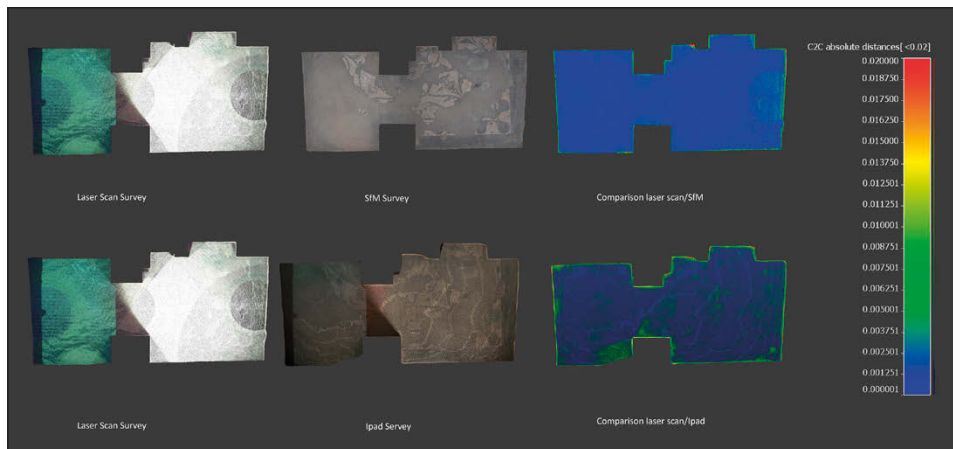 C2C absolute distances[ <0.02]
0.020000
0.018750
0.017500
0.016250
0.015000
0.013750
0.012501
0.011251
0.010001
0.008751
0.007501
0.006251
0.005001
0.003751
0.002501
0.001251
0.000001
Laser Scan Survey
SfM Survey
Comparison laser scan/SfM
Laser Scan Survey
Ipad Servey
Comparison laser scan/Ipad